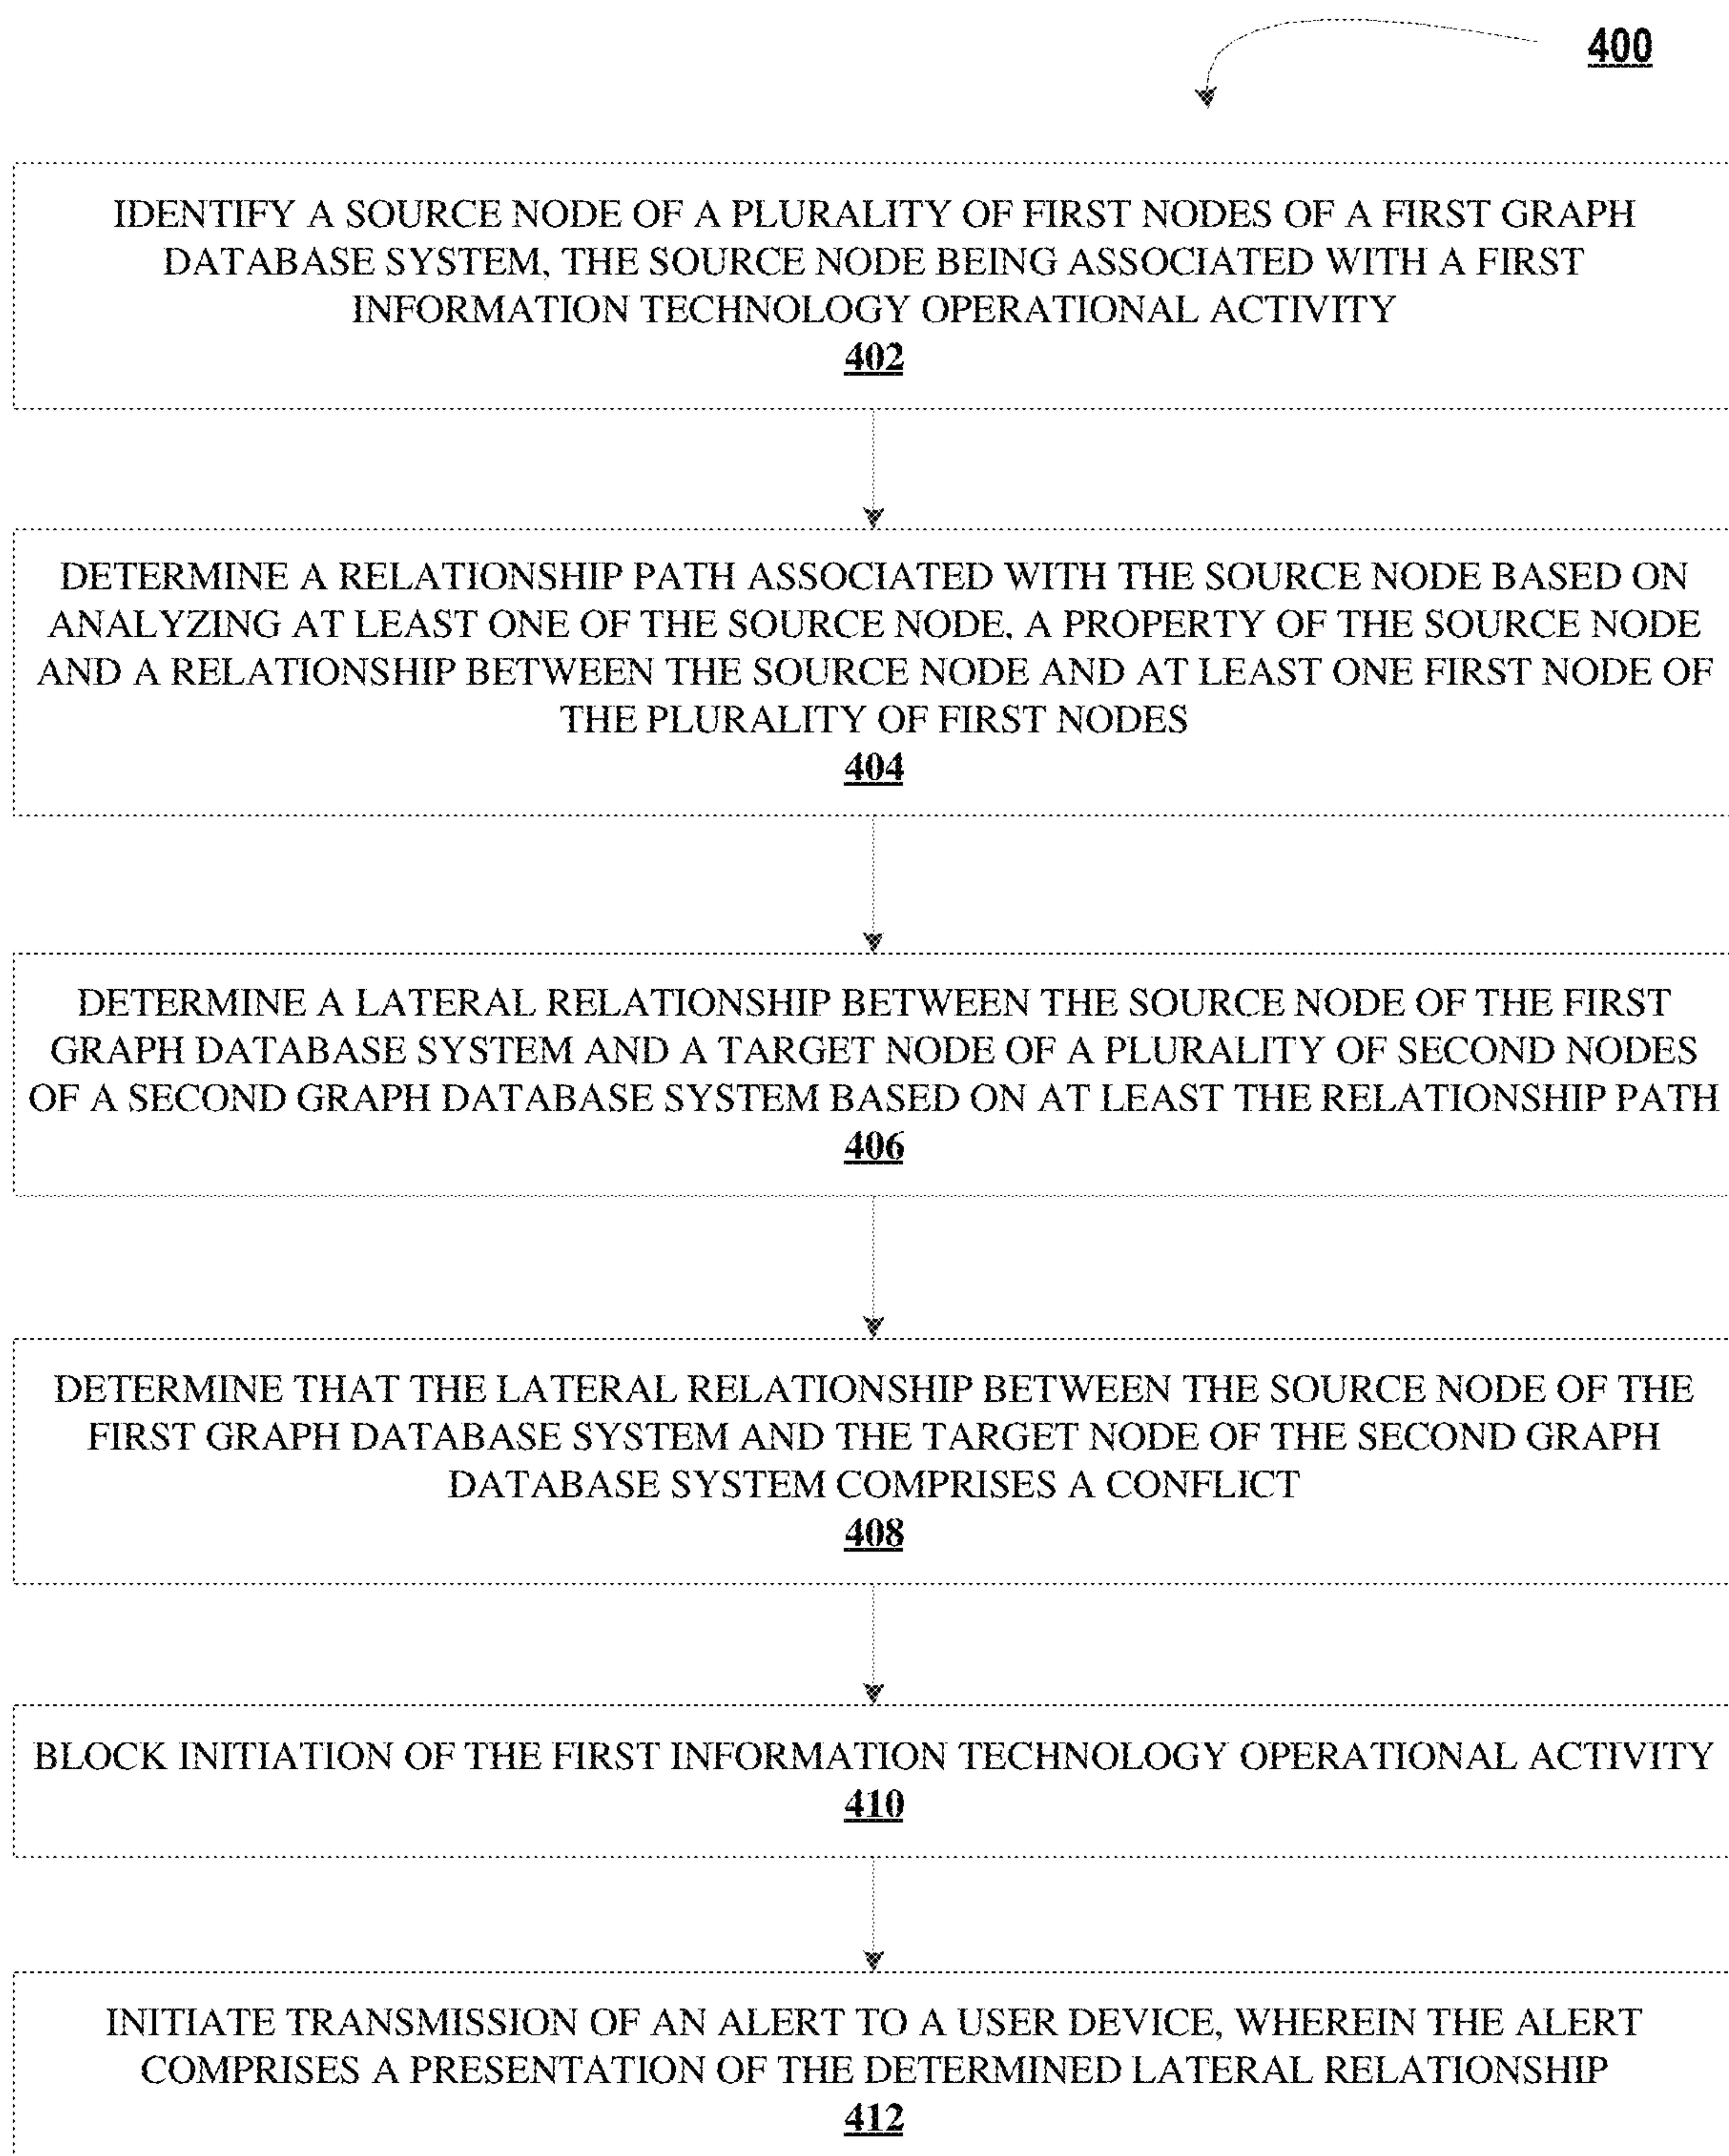 400
IDENTIFY A SOURCE NODE OF A PLURALITY OF FIRST NODES OF A FIRST GRAPH
DATABASE SYSTEM, THE SOURCE NODE BEING ASSOCIATED WITH A FIRST
INFORMATION TECHNOLOGY OPERATIONAL ACTIVITY
402
DETERMINE A RELATIONSHIP PATH ASSOCIATED WITH THE SOURCE NODE BASED ON
ANALYZING AT LEAST ONE OF THE SOURCE NODE, A PROPERTY OF THE SOURCE NODE
AND A RELATIONSHIP BETWEEN THE SOURCE NODE AND AT LEAST ONE FIRST NODE OF
THE PLURALITY OF FIRST NODES
404
DETERMINE A LATERAL RELATIONSHIP BETWEEN THE SOURCE NODE OF THE FIRST
GRAPH DATABASE SYSTEM AND A TARGET NODE OF A PLURALITY OF SECOND NODES
OF A SECOND GRAPH DATABASE SYSTEM BASED ON AT LEAST THE RELATIONSHIP PATH
406
DETERMINE THAT THE LATERAL RELATIONSHIP BETWEEN THE SOURCE NODE OF THE
FIRST GRAPH DATABASE SYSTEM AND THE TARGET NODE OF THE SECOND GRAPH
DATABASE SYSTEM COMPRISES A CONFLICT
408
BLOCK INITIATION OF THE FIRST INFORMATION TECHNOLOGY OPERATIONAL ACTIVITY
410
INITIATE TRANSMISSION OF AN ALERT TO A USER DEVICE, WHEREIN THE ALERT
COMPRISES A PRESENTATION OF THE DETERMINED LATERAL RELATIONSHIP
412